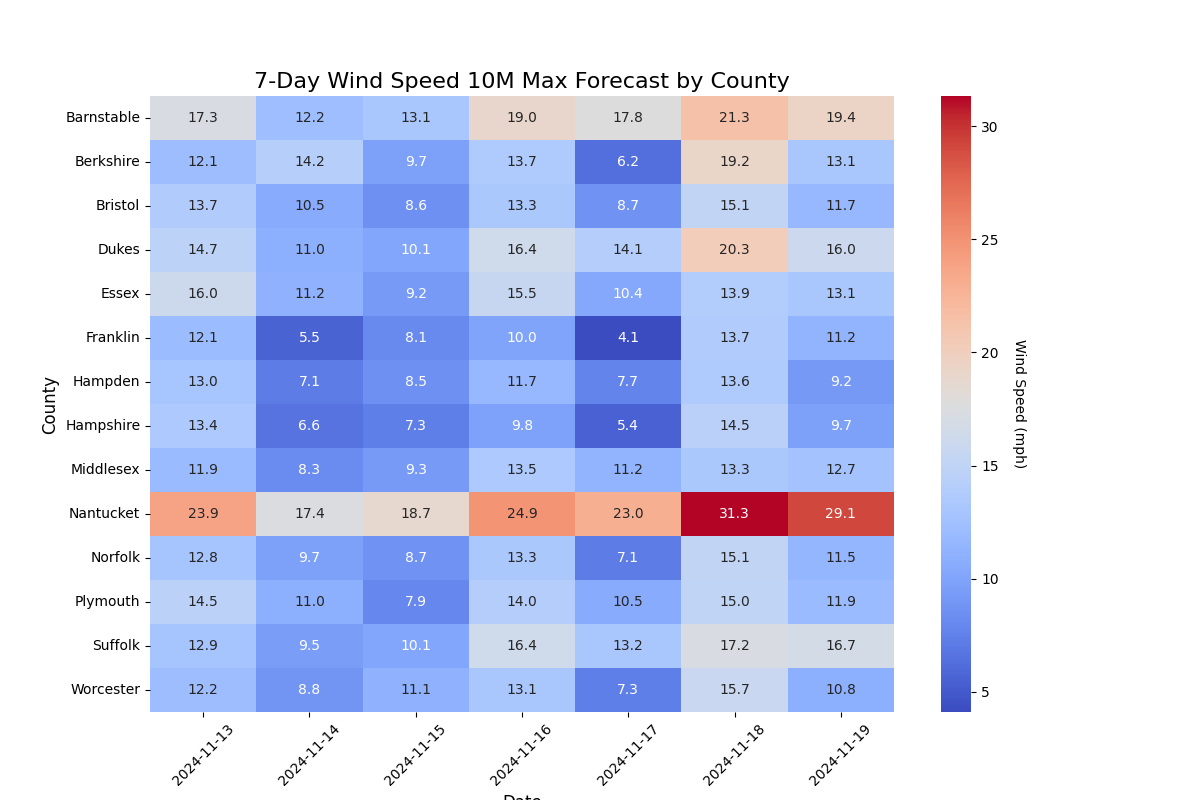 7-Day Wind Speed 10M Max Forecast by County
Barnstable 17.3 12.2 13.1 19.0 17.8 21.3 19.4
Berkshire 12.1 14.2 9.7 13.7 6.2 19.2 13.1
Bristol 13.7 10.5 8.6 13.3 8.7 15.1 11.7
Dukes 14.7 11.0 10.1 16.4 14.1 20.3 16.0
Essex 16.0 11.2 9.2 15.5 10.4 13.9 13.1
Franklin 12.1 5.5 8.1 10.0 4.1 13.7 11.2
Hampden 13.0 7.1 8.5 11.7 7.7 13.6 9.2
Hampshire 13.4 6.6 7.3 9.8 5.4 14.5 9.7
Middlesex 11.9 8.3 9.3 13.5 11.2 13.3 12.7
Nantucket 23.9 17.4 18.7 24.9 23.0 31.3 29.1
Norfolk 12.8 9.7 8.7 13.3 7.1 15.1 11.5
Plymouth 14.5 11.0 7.9 14.0 10.5 15.0 11.9
Suffolk 12.9 9.5 10.1 16.4 13.2 17.2 16.7
Worcester 12.2 8.8 11.1 13.1 7.3 15.7 10.8
County
2024-11-13 2024-11-14 2024-11-15 2024-11-16 2024-11-17 2024-11-18 2024-11-19
Date
30
25
20
15
10
5
Wind Speed (mph)